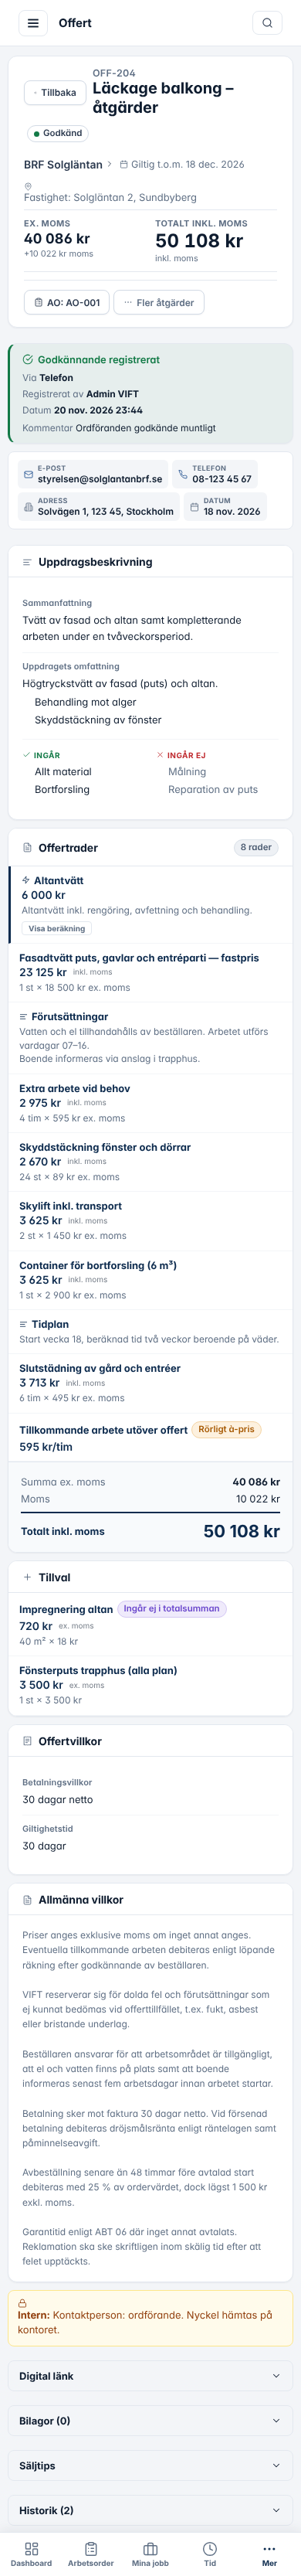 Offert
Tillbaka
OFF-204
Läckage balkong –
åtgärder
Godkänd
BRF Solgläntan
Giltig t.o.m. 18 dec. 2026
Fastighet: Solgläntan 2, Sundbyberg
EX. MOMS
40 086 kr
+10 022 kr moms
TOTALT INKL. MOMS
50 108 kr
inkl. moms
AO: AO-001
Fler åtgärder
Godkännande registrerat
Via Telefon
Registrerat av Admin VIFT
Datum 20 nov. 2026 23:44
Kommentar Ordföranden godkände muntligt
E-POST
styrelsen@solglantanbrf.se
TELEFON
08-123 45 67
ADRESS
Solvägen 1, 123 45, Stockholm
DATUM
18 nov. 2026
Uppdragsbeskrivning
Sammanfattning
Tvätt av fasad och altan samt kompletterande
arbeten under en tvåveckorsperiod.
Uppdragets omfattning
Högtryckstvätt av fasad (puts) och altan.
Behandling mot alger
Skyddstäckning av fönster
INGÅR
Allt material
Bortforsling
INGÅR EJ
Målning
Reparation av puts
Offertrader
8 rader
Altantvätt
6 000 kr
Altantvätt inkl. rengöring, avfettning och behandling.
Visa beräkning
Fasadtvätt puts, gavlar och entréparti — fastpris
23 125 kr inkl. moms
1 st × 18 500 kr ex. moms
Förutsättningar
Vatten och el tillhandahålls av beställaren. Arbetet utförs
vardagar 07–16.
Boende informeras via anslag i trapphus.
Extra arbete vid behov
2 975 kr inkl. moms
4 tim × 595 kr ex. moms
Skyddstäckning fönster och dörrar
2 670 kr inkl. moms
24 st × 89 kr ex. moms
Skylift inkl. transport
3 625 kr inkl. moms
2 st × 1 450 kr ex. moms
Container för bortforsling (6 m³)
3 625 kr inkl. moms
1 st × 2 900 kr ex. moms
Tidplan
Start vecka 18, beräknad tid två veckor beroende på väder.
Slutstädning av gård och entréer
3 713 kr inkl. moms
6 tim × 495 kr ex. moms
Tillkommande arbete utöver offert
Rörligt à-pris
595 kr/tim
Summa ex. moms
40 086 kr
Moms
10 022 kr
Totalt inkl. moms
50 108 kr
Tillval
Impregnering altan
Ingår ej i totalsumman
720 kr ex. moms
40 m² × 18 kr
Fönsterputs trapphus (alla plan)
3 500 kr ex. moms
1 st × 3 500 kr
Offertvillkor
Betalningsvillkor
30 dagar netto
Giltighetstid
30 dagar
Allmänna villkor
Priser anges exklusive moms om inget annat anges.
Eventuella tillkommande arbeten debiteras enligt löpande
räkning efter godkännande av beställaren.
VIFT reserverar sig för dolda fel och förutsättningar som
ej kunnat bedömas vid offerttillfället, t.ex. fukt, asbest
eller bristande underlag.
Beställaren ansvarar för att arbetsområdet är tillgängligt,
att el och vatten finns på plats samt att boende
informeras senast fem arbetsdagar innan arbetet startar.
Betalning sker mot faktura 30 dagar netto. Vid försenad
betalning debiteras dröjsmålsränta enligt räntelagen samt
påminnelseavgift.
Avbeställning senare än 48 timmar före avtalad start
debiteras med 25 % av ordervärdet, dock lägst 1 500 kr
exkl. moms.
Garantitid enligt ABT 06 där inget annat avtalats.
Reklamation ska ske skriftligen inom skälig tid efter att
felet upptäckts.
Intern: Kontaktperson: ordförande. Nyckel hämtas på
kontoret.
Digital länk
Bilagor (0)
Säljtips
Historik (2)
Dashboard
Arbetsorder
Mina jobb
Tid
Mer